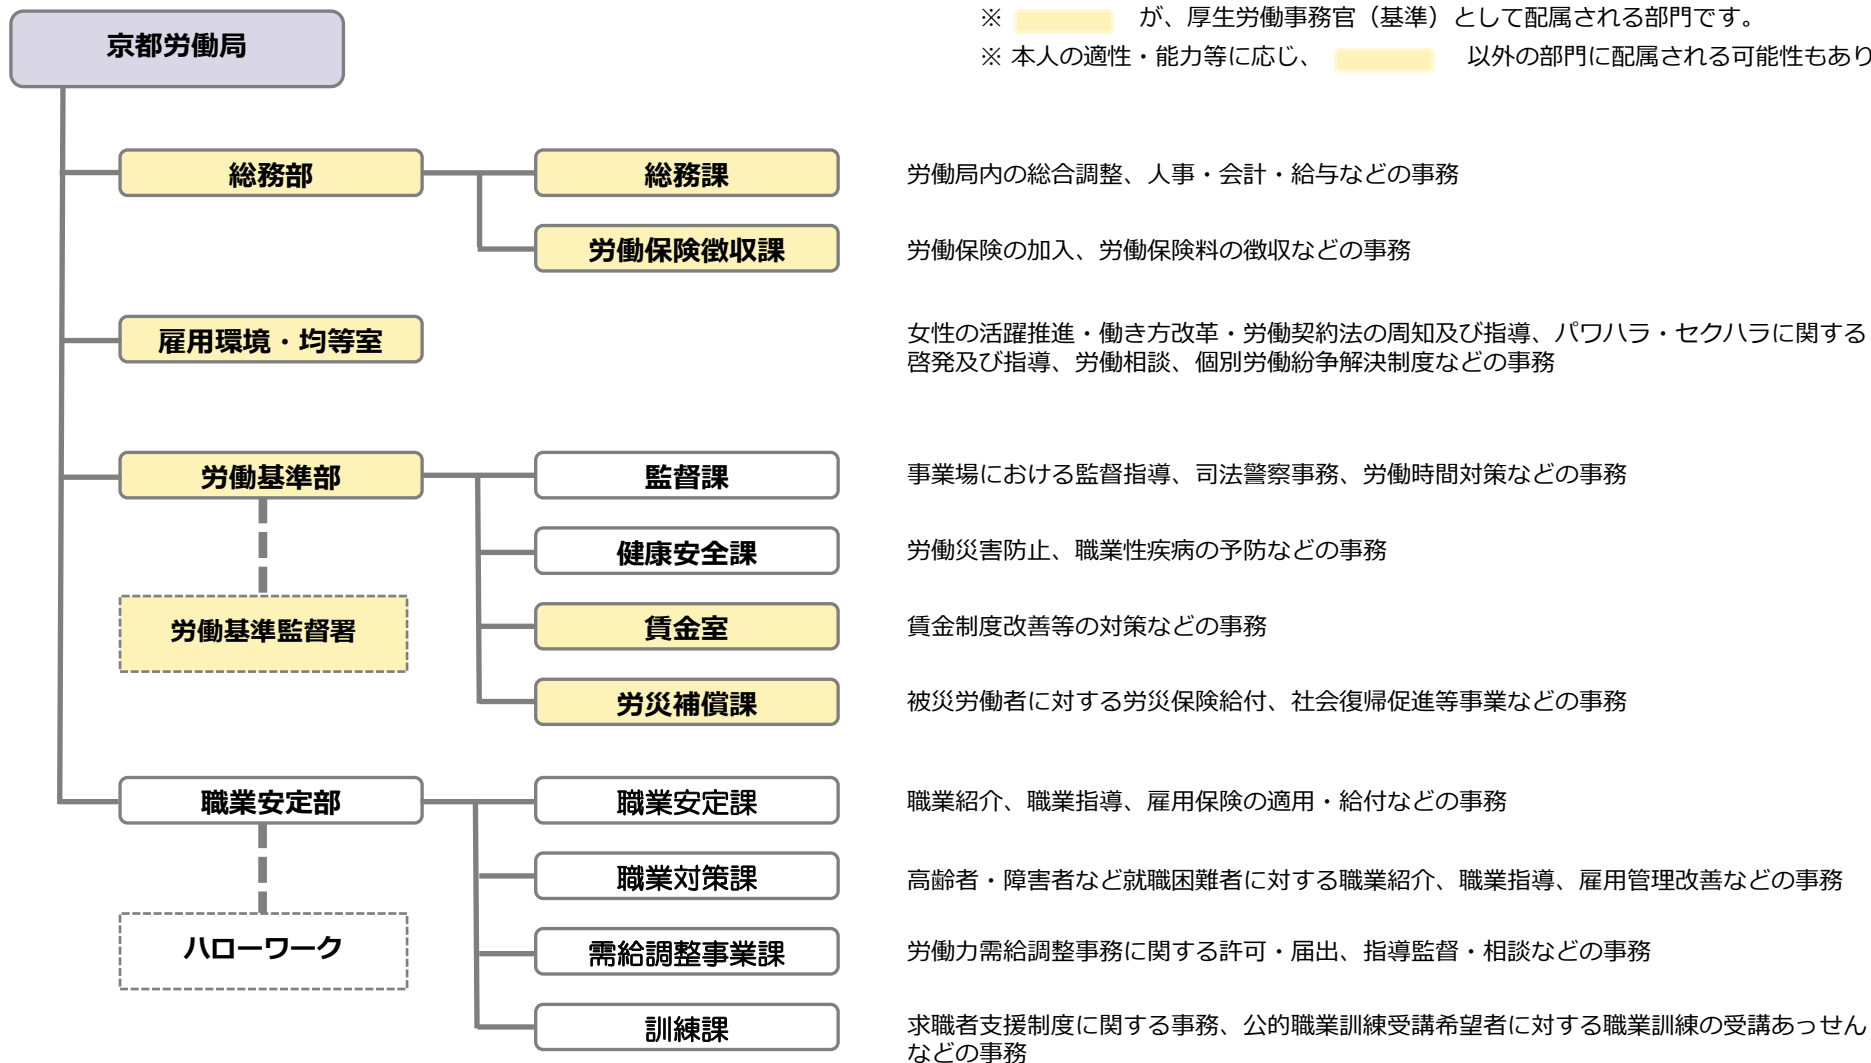 京都労働局
※ が、厚生労働事務官（基準）として配属される部門です。
※ 本人の適性・能力等に応じ、 以外の部門に配属される可能性もあり
総務部
総務課
労働局内の総合調整、人事・会計・給与などの事務
労働保険徴収課
労働保険の加入、労働保険料の徴収などの事務
雇用環境・均等室
女性の活躍推進・働き方改革・労働契約法の周知及び指導、パワハラ・セクハラに関する
啓発及び指導、労働相談、個別労働紛争解決制度などの事務
労働基準部
監督課
事業場における監督指導、司法警察事務、労働時間対策などの事務
健康安全課
労働災害防止、職業性疾病の予防などの事務
労働基準監督署
賃金室
賃金制度改善等の対策などの事務
労災補償課
被災労働者に対する労災保険給付、社会復帰促進等事業などの事務
職業安定部
職業安定課
職業紹介、職業指導、雇用保険の適用・給付などの事務
職業対策課
高齢者・障害者など就職困難者に対する職業紹介、職業指導、雇用管理改善などの事務
ハローワーク
需給調整事業課
労働力需給調整事務に関する許可・届出、指導監督・相談などの事務
訓練課
求職者支援制度に関する事務、公的職業訓練受講希望者に対する職業訓練の受講あっせん
などの事務